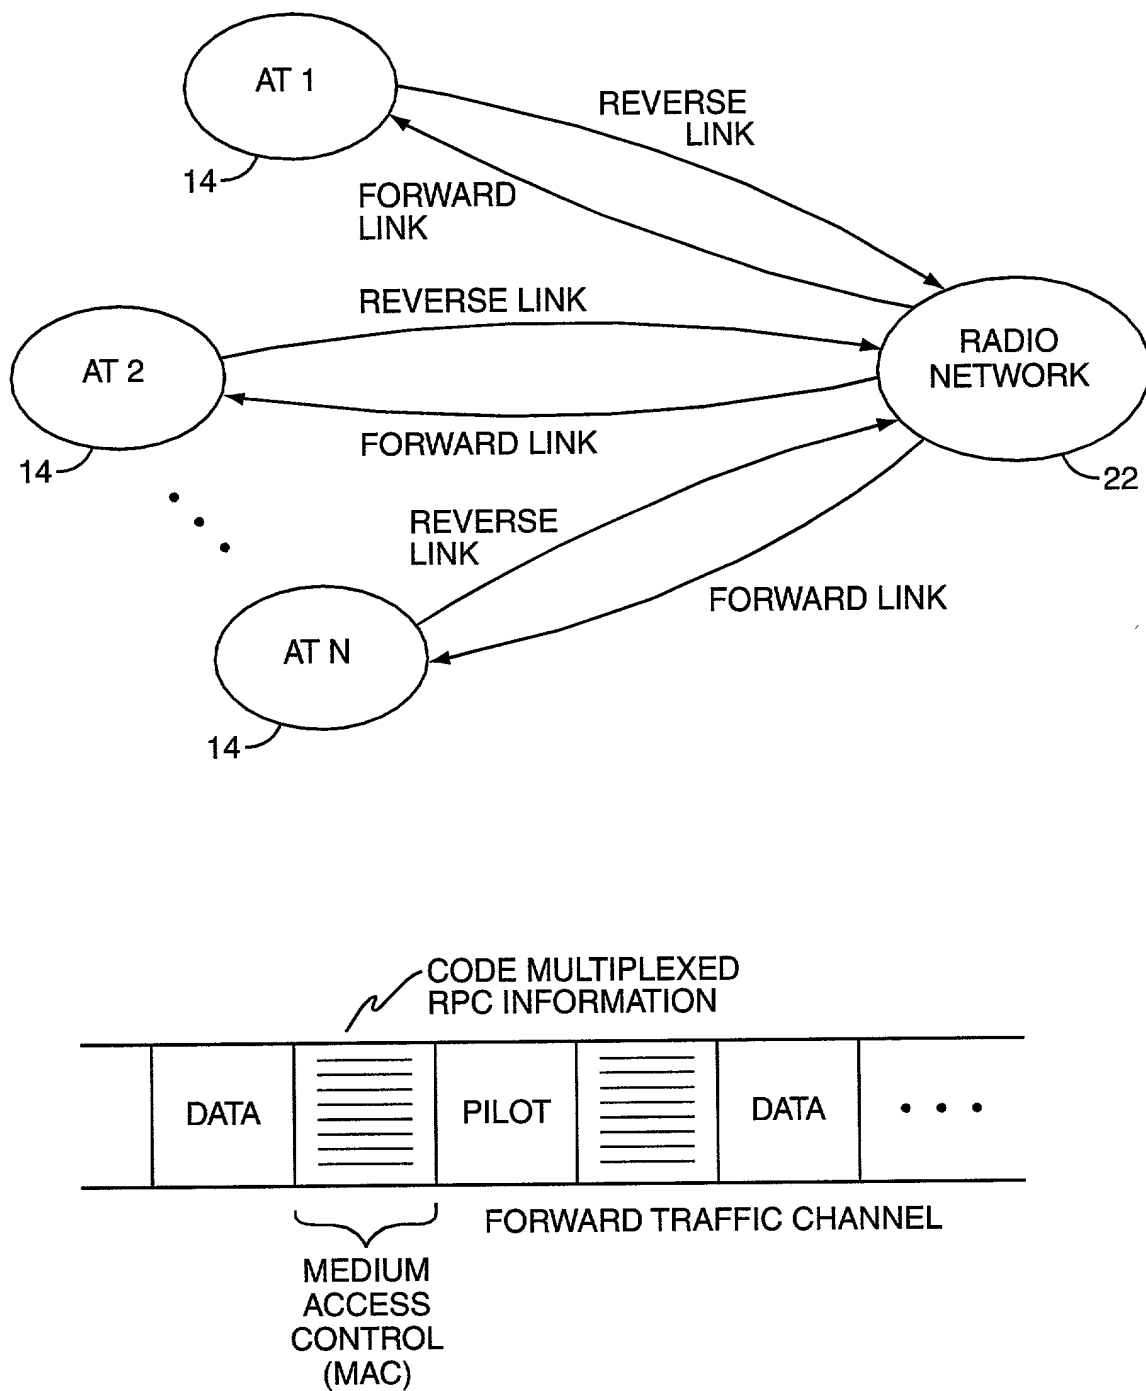 AT 1
REVERSE
LINK
14
FORWARD
LINK
REVERSE LINK
RADIO
NETWORK
AT 2
FORWARD LINK
14
22
REVERSE
LINK
FORWARD LINK
AT N
14
CODE MULTIPLEXED
RPC INFORMATION
DATA
PILOT
DATA
FORWARD TRAFFIC CHANNEL
MEDIUM
ACCESS
CONTROL
(MAC)